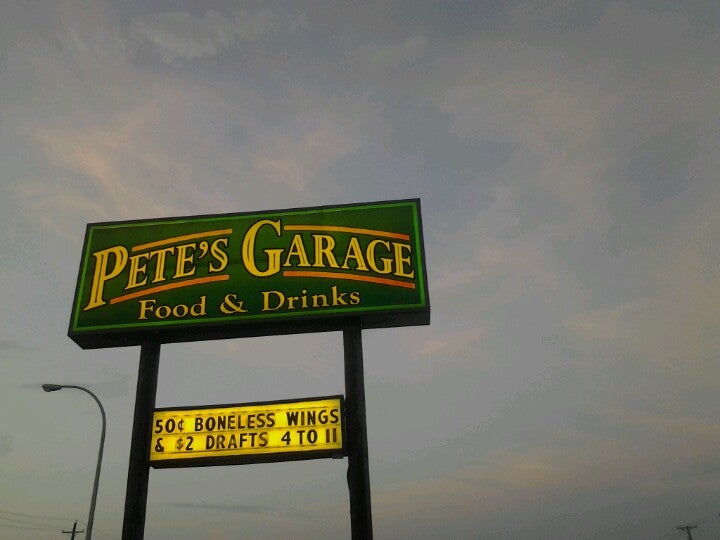 PETE'S GARAGE
Food & Drinks
50¢ BONELESS WINGS
& $2 DRAFTS 4 TO 11